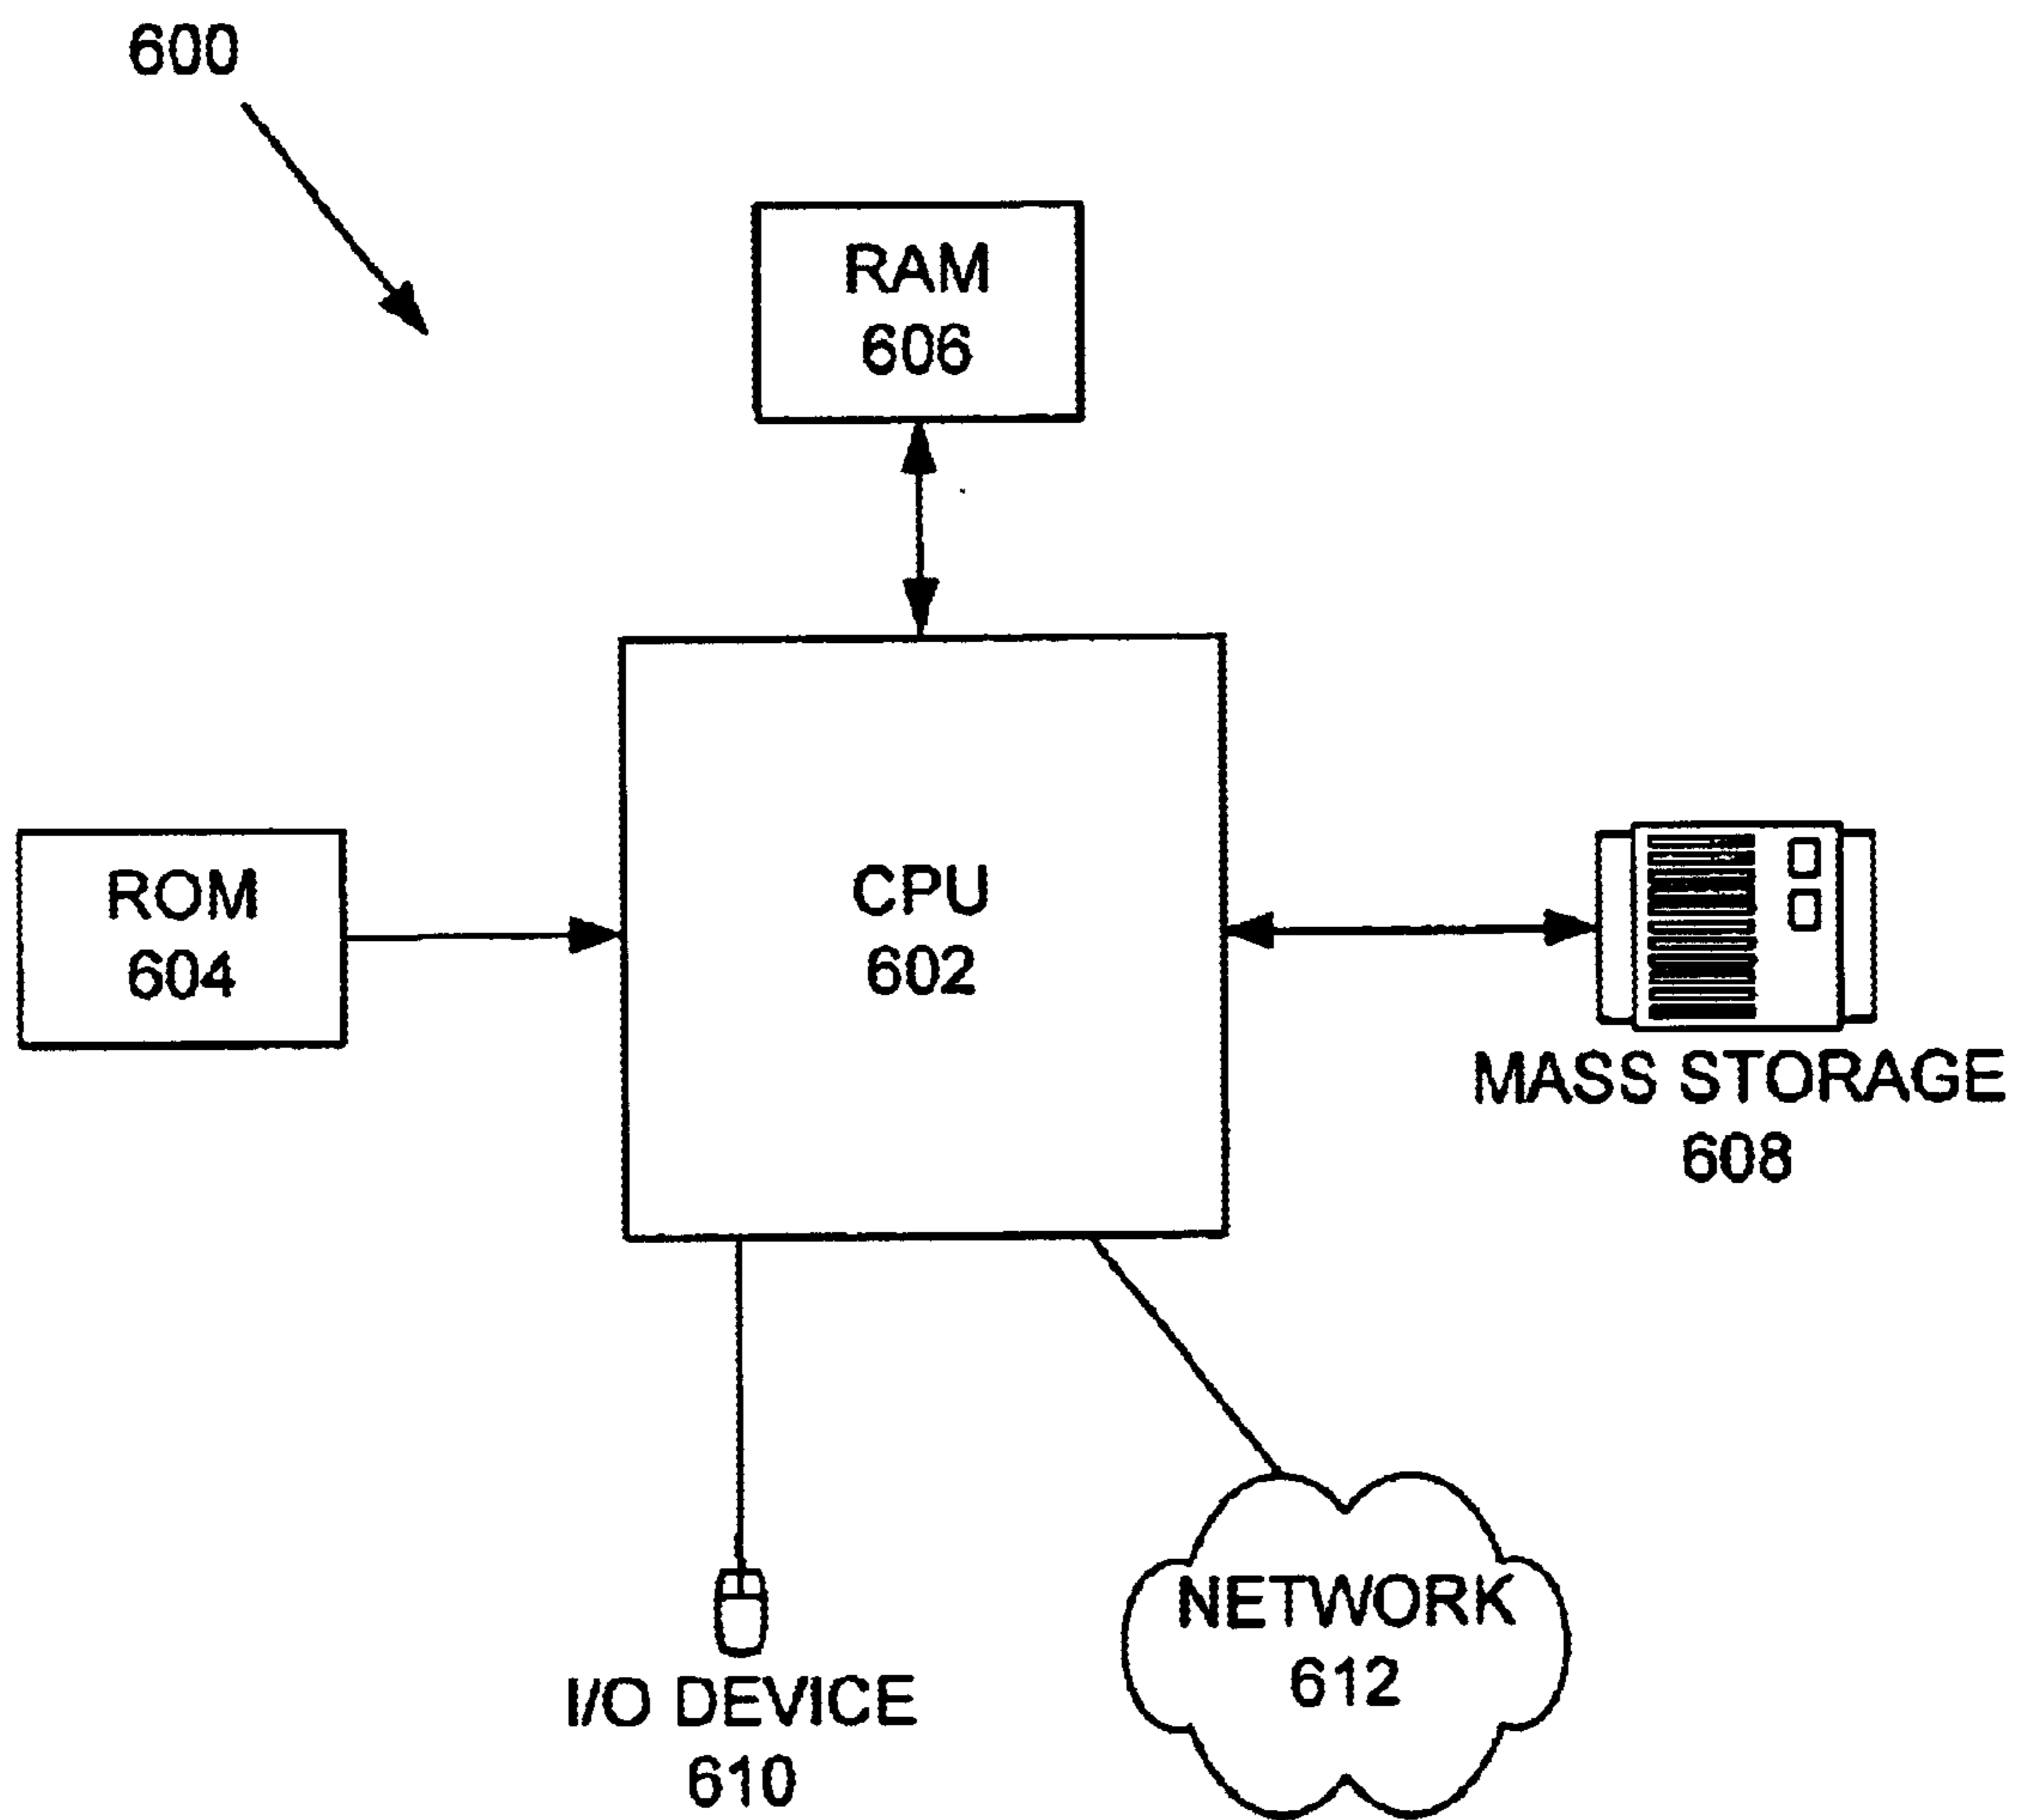 600
RAM
606
ROM
604
CPU
602
MASS STORAGE
608
I/O DEVICE
610
NETWORK
612